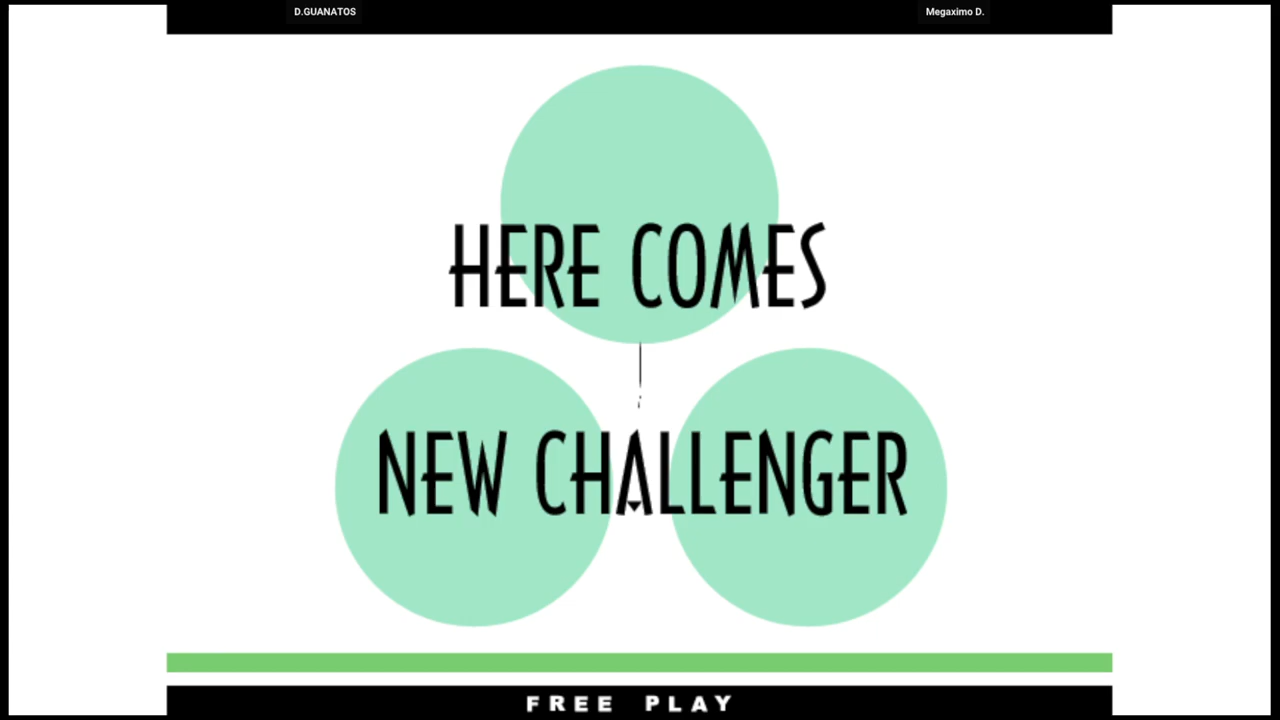 D.GUANATOS
Megaximo D.
HERE COMES
NEW CHALLENGER
FREE PLAY